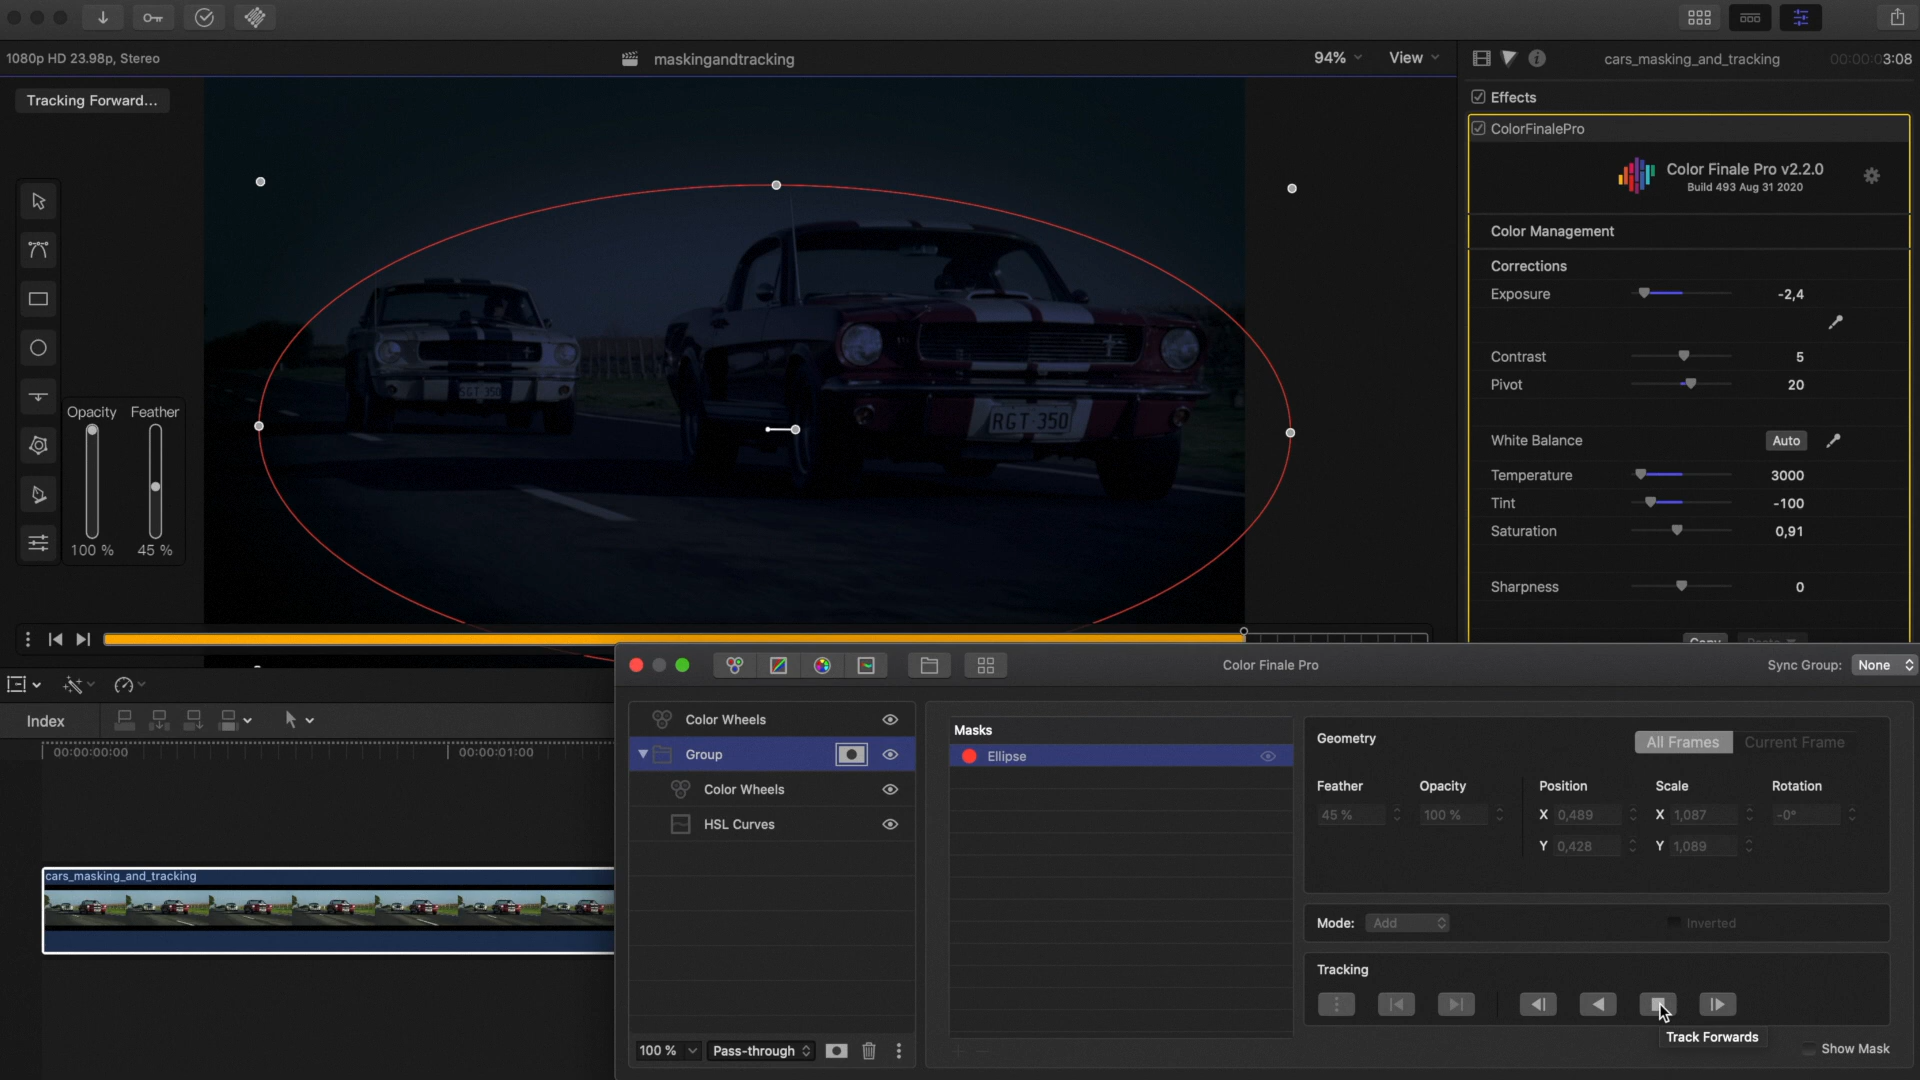 1080p HD 23.98p, Stereo
maskingandtracking
94%
View
cars_masking_and_tracking
00:00:03:08
Tracking Forward...
Effects
ColorFinalePro
Color Finale Pro v2.2.0
Build 493 Aug 31 2020
Color Management
Corrections
Exposure -2,4
Contrast 5
Pivot 20
White Balance Auto
Temperature 3000
Tint -100
Saturation 0,91
Sharpness 0
Opacity Feather
100 % 45 %
RGT·350
Color Finale Pro
Sync Group: None
Index
00:00:00:00
00:00:01:00
cars_masking_and_tracking
Color Wheels
Group
Color Wheels
HSL Curves
100 %
Pass-through
Masks
Ellipse
Geometry
All Frames Current Frame
Feather Opacity Position Scale Rotation
45 % 100 % X 0,489 X 1,087 -0°
Y 0,428 Y 1,089
Mode: Add Inverted
Tracking
Track Forwards
Show Mask